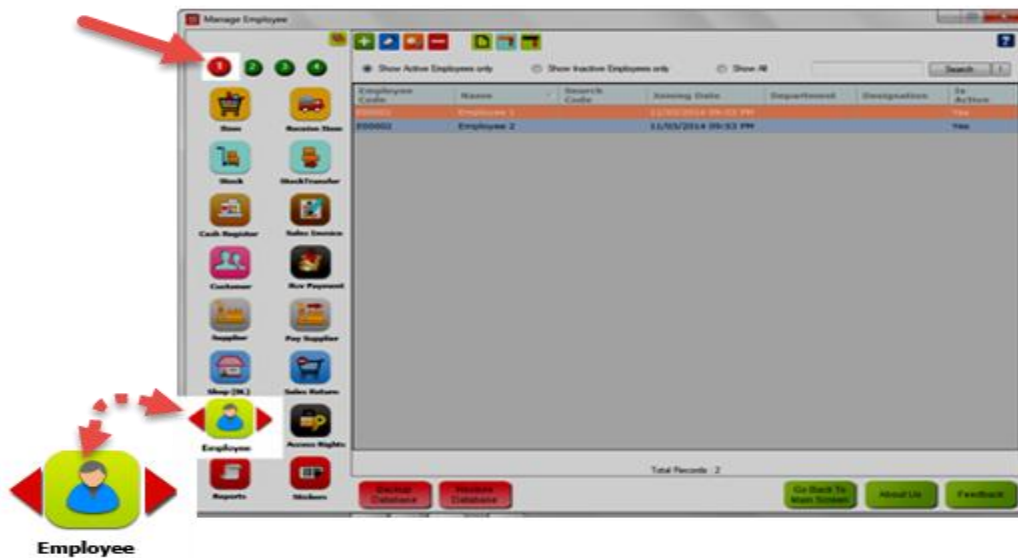 Manage Employee
1 2 3 4
Show Active Employees only Show Inactive Employees only Show All Search
Employee Code Name Search Code Joining Date Department Designation Is Active
E00001 Employee 1 11/03/2014 09:53 PM Yes
E00002 Employee 2 11/03/2014 09:53 PM Yes
Item Receive Item
Stock StockTransfer
Cash Register Sales Invoice
Customer Rcv Payment
Supplier Pay Supplier
Shop (Br.) Sales Return
Employee Access Rights
Reports Stickers
Total Records : 2
Backup Database Restore Database Go Back To Main Screen About Us Feedback
Employee